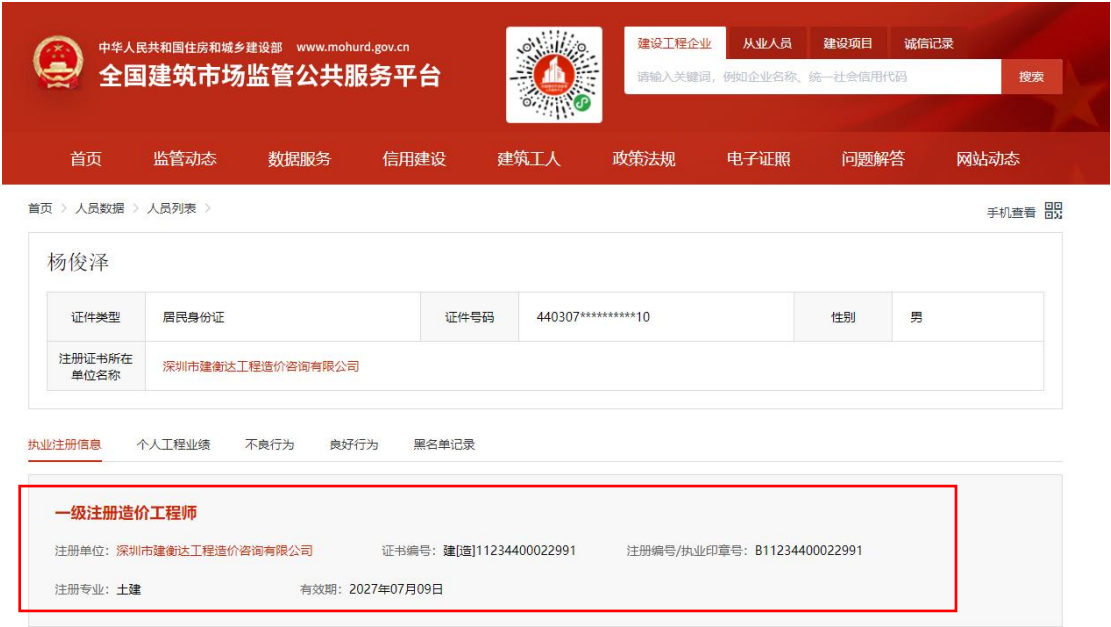 中华人民共和国住房和城乡建设部 www.mohurd.gov.cn
全国建筑市场监管公共服务平台
建设工程企业 从业人员 建设项目 诚信记录
请输入关键词，例如企业名称、统一社会信用代码 搜索
首页 监管动态 数据服务 信用建设 建筑工人 政策法规 电子证照 问题解答 网站动态
首页 > 人员数据 > 人员列表 >
手机查看
杨俊泽
证件类型 居民身份证 证件号码 440307**********10 性别 男
注册证书所在单位名称 深圳市建衡达工程造价咨询有限公司
执业注册信息 个人工程业绩 不良行为 良好行为 黑名单记录
一级注册造价工程师
注册单位：深圳市建衡达工程造价咨询有限公司 证书编号：建[造]11234400022991 注册编号/执业印章号：B11234400022991
注册专业：土建 有效期：2027年07月09日